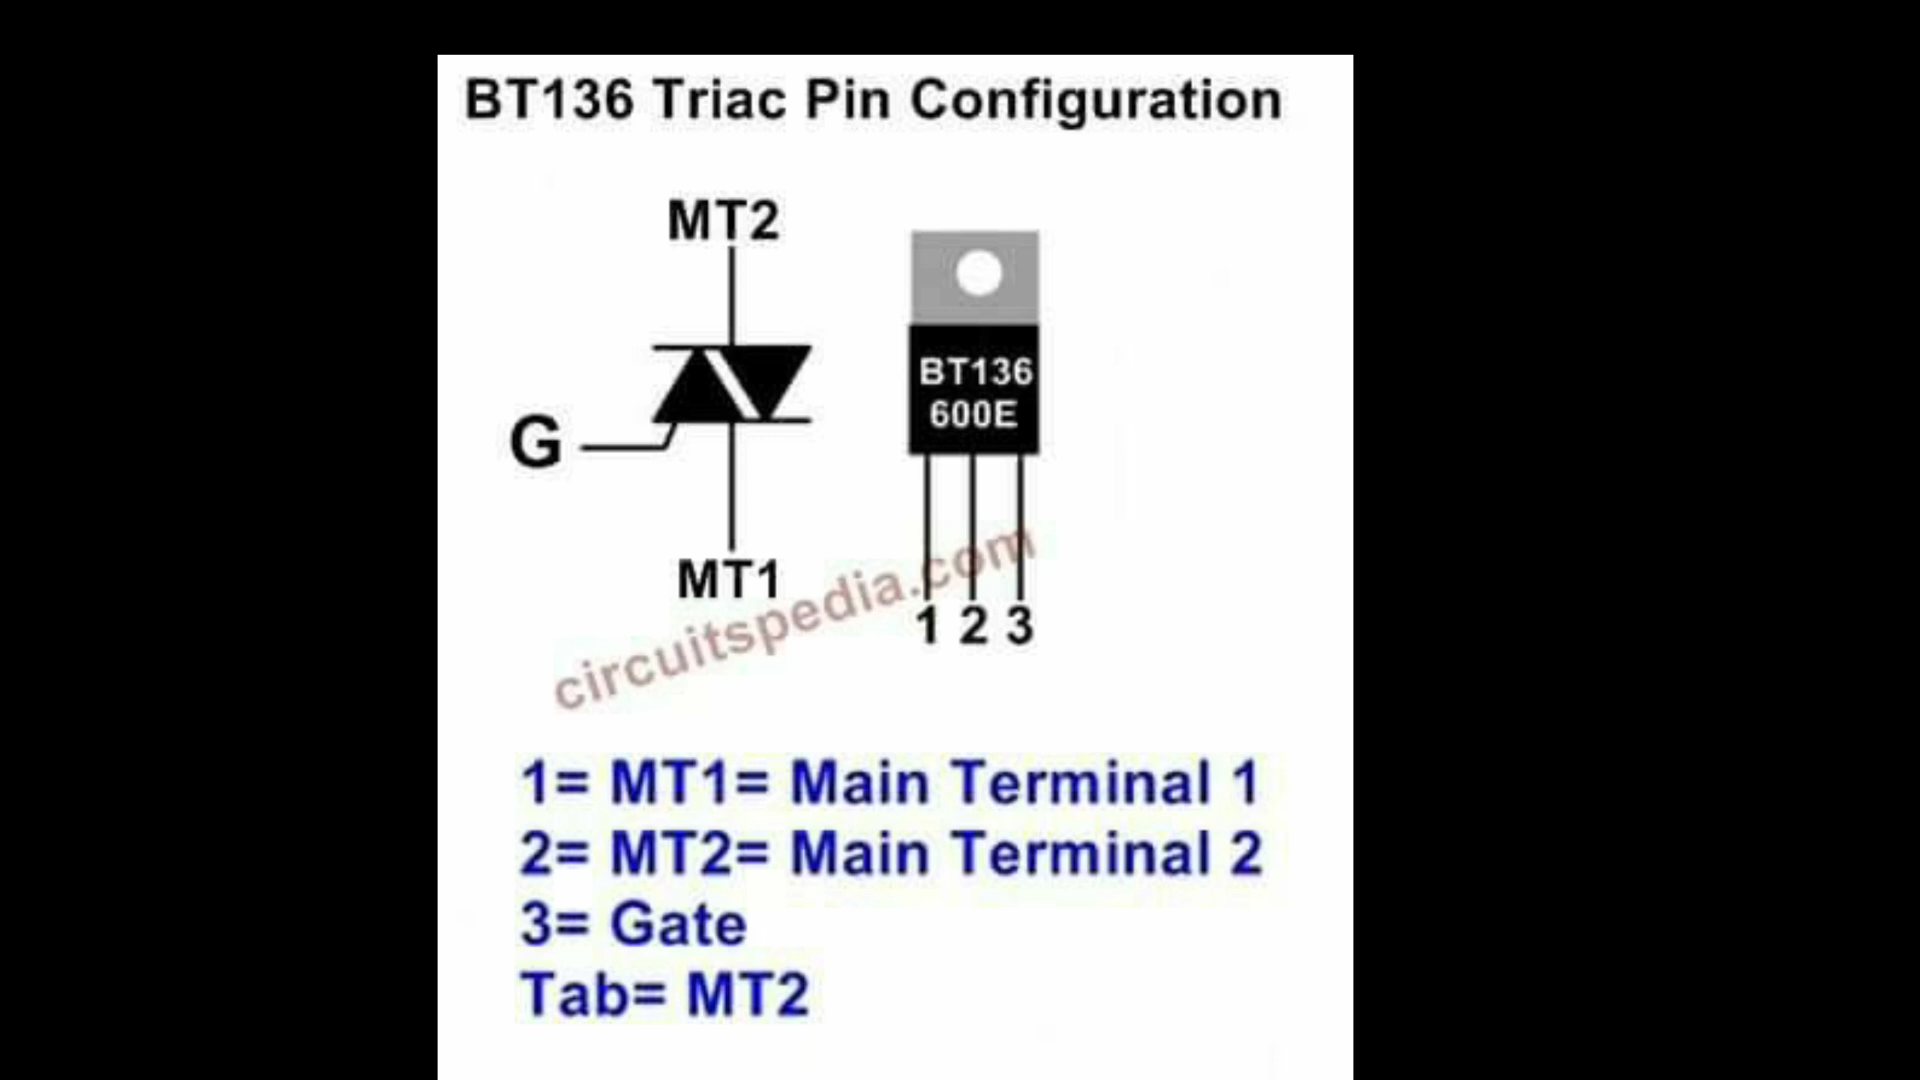 BT136 Triac Pin Configuration
MT2
BT136
600E
G
MT1
1 2 3
circuitspedia.com
1= MT1= Main Terminal 1
2= MT2= Main Terminal 2
3= Gate
Tab= MT2